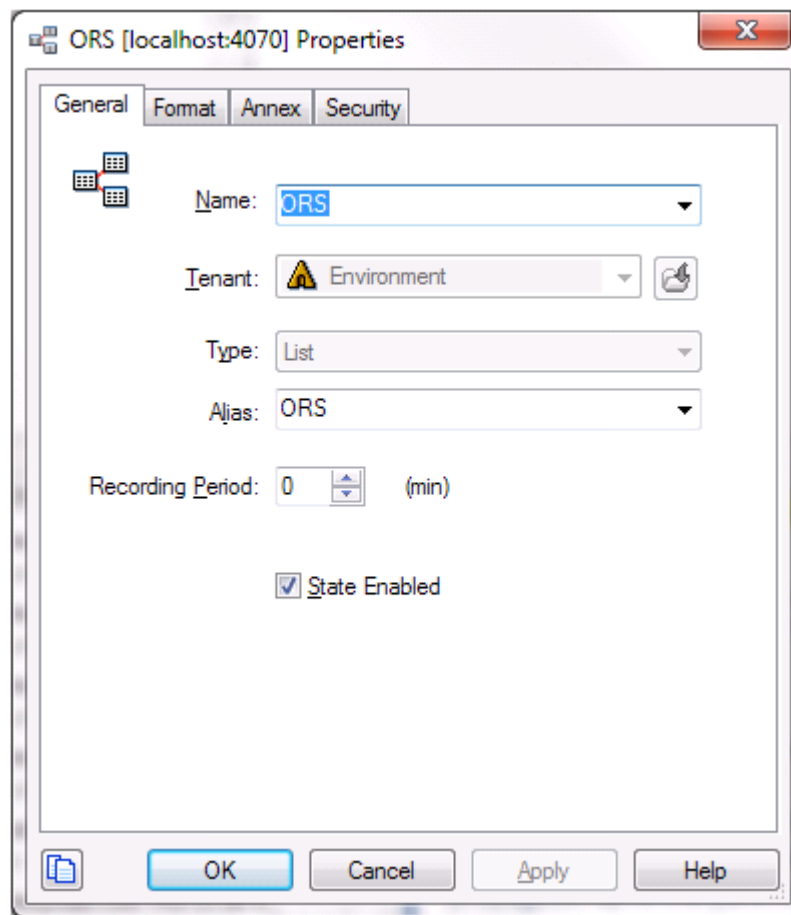 ORS [localhost:4070] Properties
General Format Annex Security
Name: ORS
Tenant: Environment
Type: List
Alias: ORS
Recording Period: 0 (min)
State Enabled
OK Cancel Apply Help